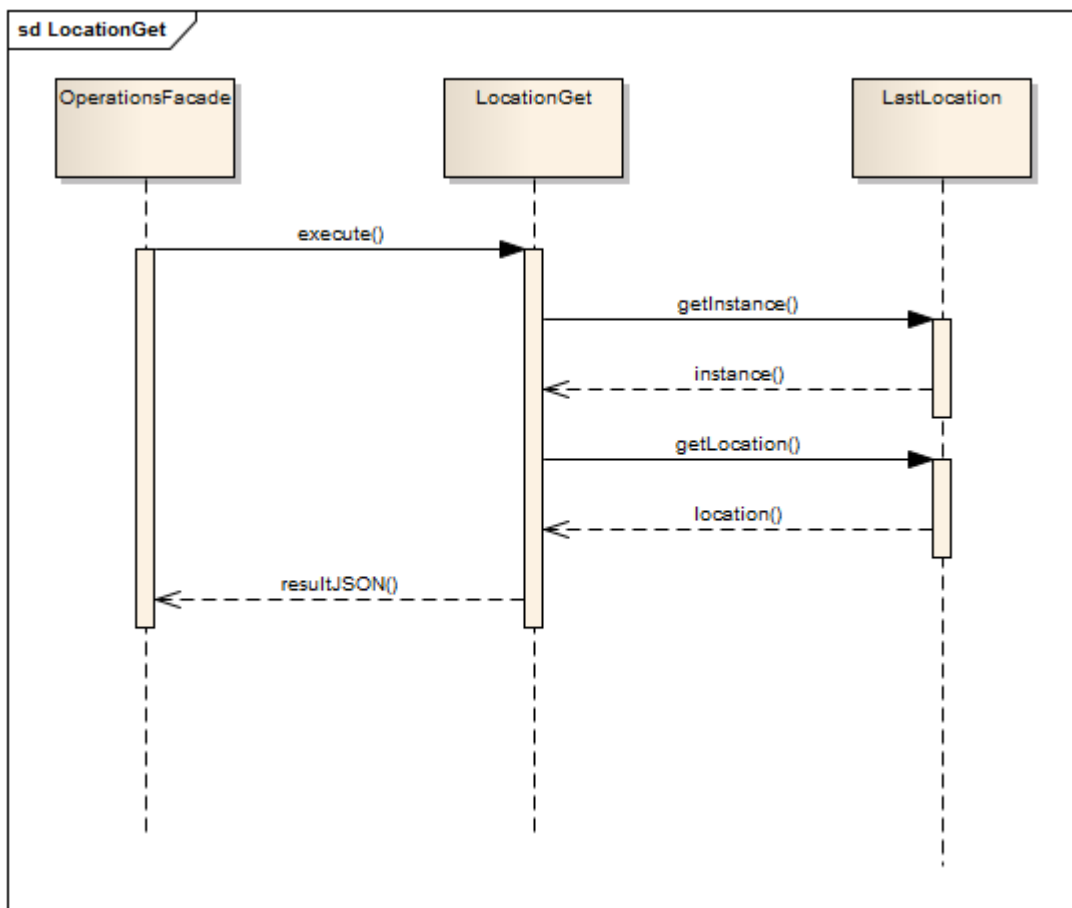 sd LocationGet
OperationsFacade
LocationGet
LastLocation
execute()
getInstance()
instance()
getLocation()
location()
resultJSON()